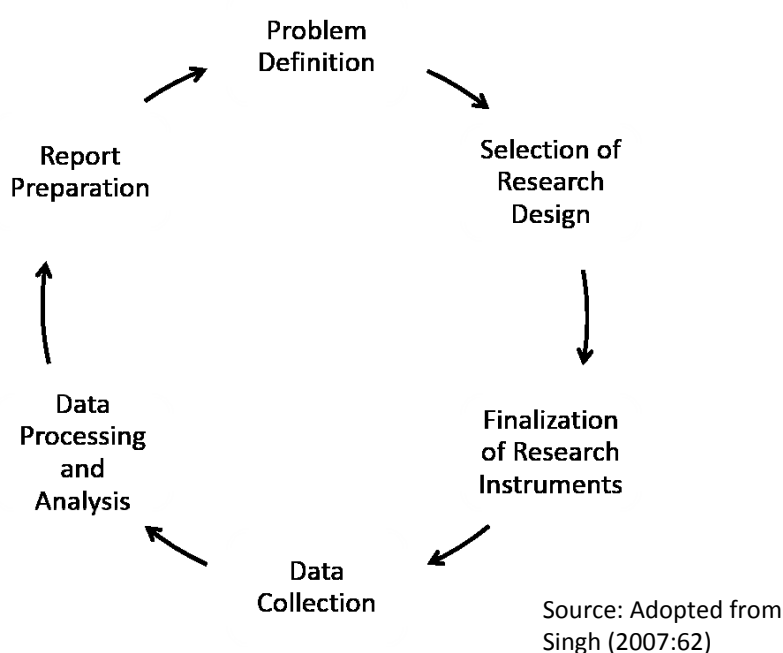 Problem
Definition
Selection of
Research
Design
Finalization
of Research
Instruments
Data
Collection
Data
Processing
and
Analysis
Report
Preparation
Source: Adopted from
Singh (2007:62)